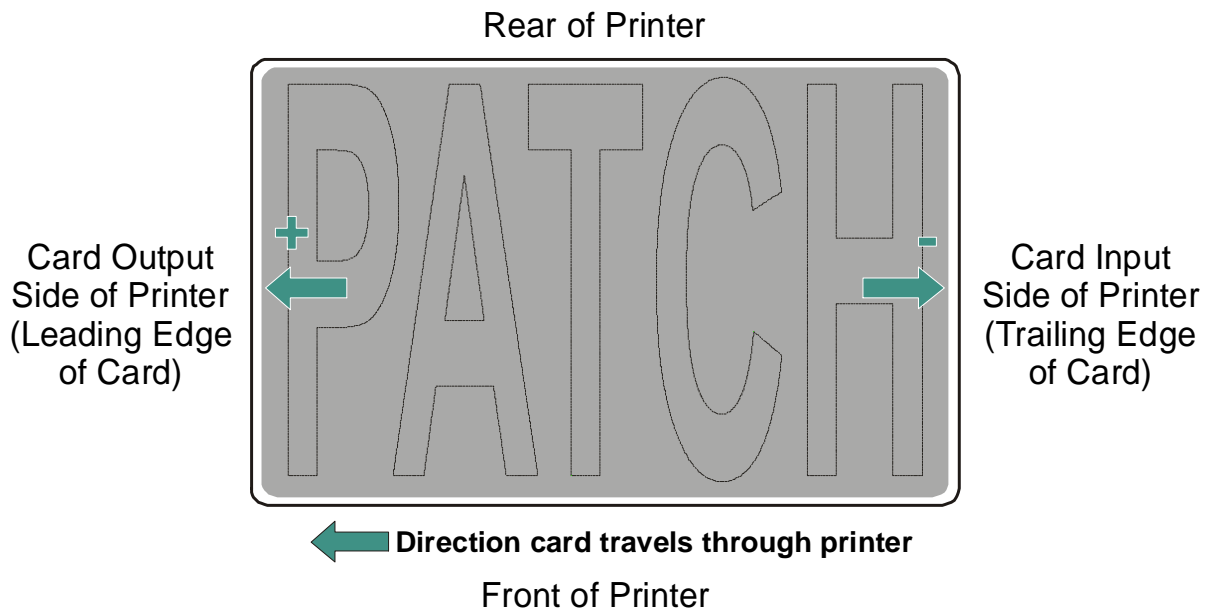 Rear of Printer
PATCH
+
-
Card Output
Side of Printer
(Leading Edge
of Card)
Card Input
Side of Printer
(Trailing Edge
of Card)
Direction card travels through printer
Front of Printer